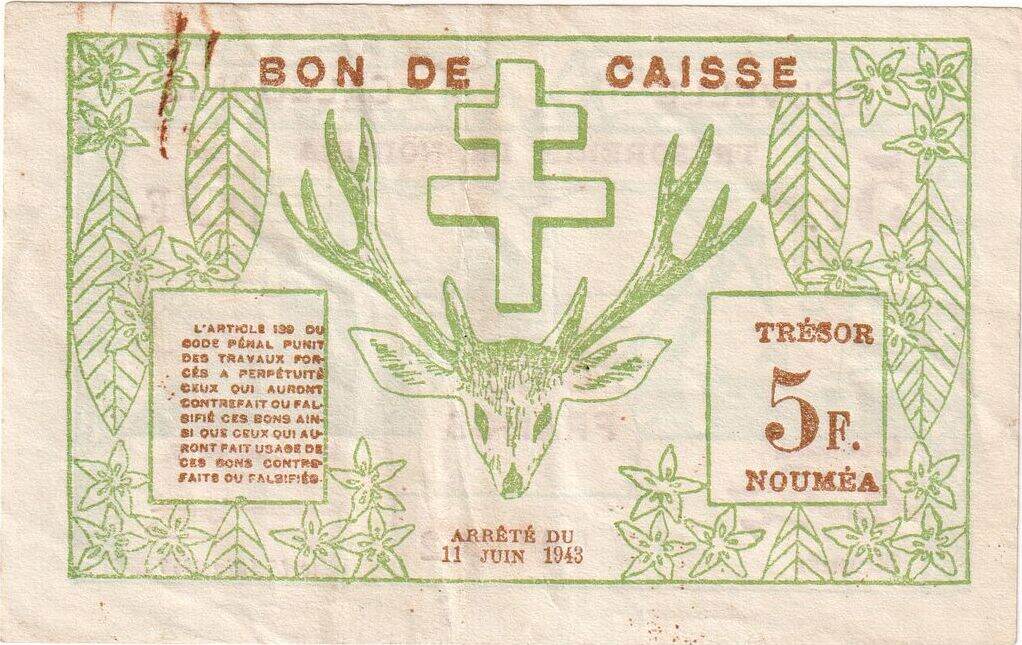 BON DE CAISSE
L'ARTICLE 139 DU
CODE PÉNAL PUNIT
DES TRAVAUX FOR-
CÉS A PERPÉTUITÉ
CEUX QUI AURONT
CONTREFAIT OU FAL-
SIFIÉ CES BONS AIN-
SI QUE CEUX QUI AU-
RONT FAIT USAGE DE
CES BONS CONTRE-
FAITS OU FALSIFIÉS.
TRÉSOR
5 F.
NOUMÉA
ARRÊTÉ DU
11 JUIN 1943